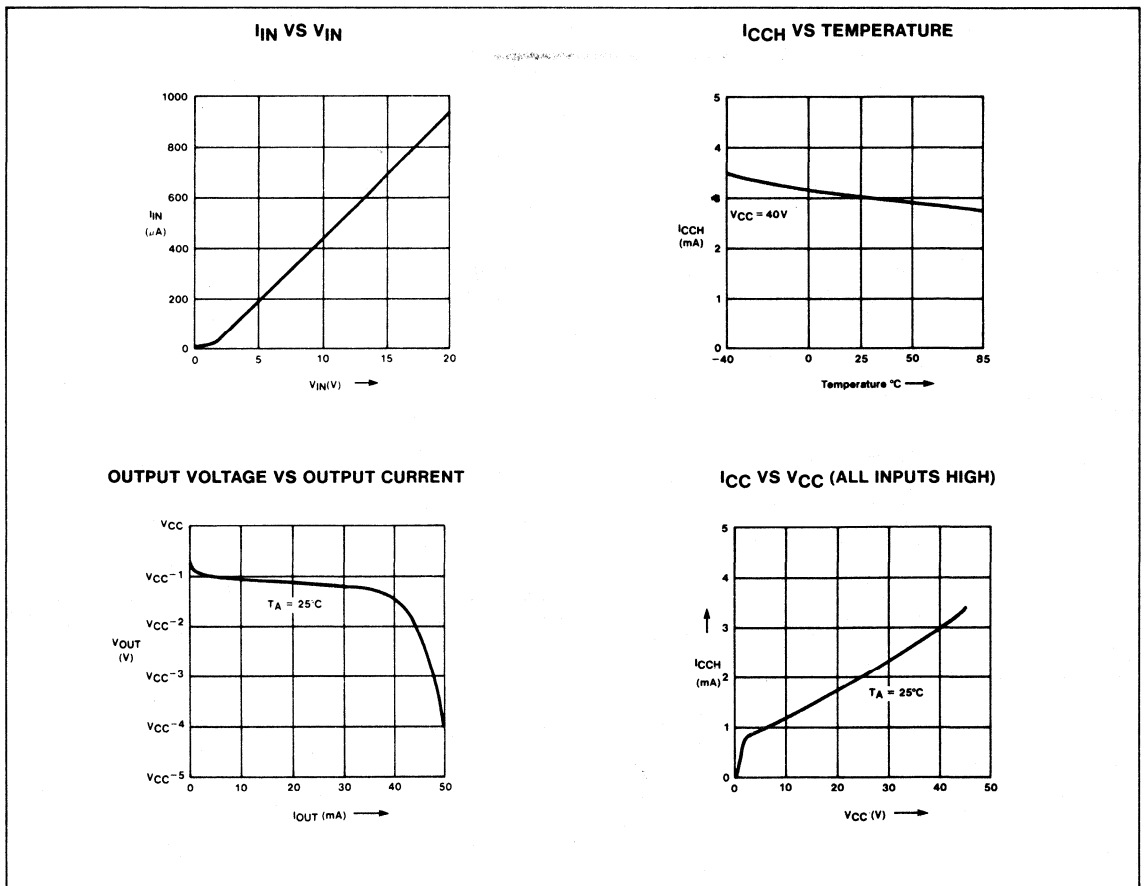 IIN VS VIN
1000
800
600
400
200
0
IIN
(μA)
0 5 10 15 20
VIN(V)
ICCH VS TEMPERATURE
5
4
3
2
1
0
ICCH
(mA)
VCC = 40V
-40 0 25 50 85
Temperature °C
OUTPUT VOLTAGE VS OUTPUT CURRENT
VCC
VCC-1
VCC-2
VCC-3
VCC-4
VCC-5
VOUT
(V)
TA = 25°C
0 10 20 30 40 50
IOUT (mA)
ICC VS VCC (ALL INPUTS HIGH)
5
4
3
2
1
0
ICCH
(mA)
TA = 25°C
0 10 20 30 40 50
VCC (V)